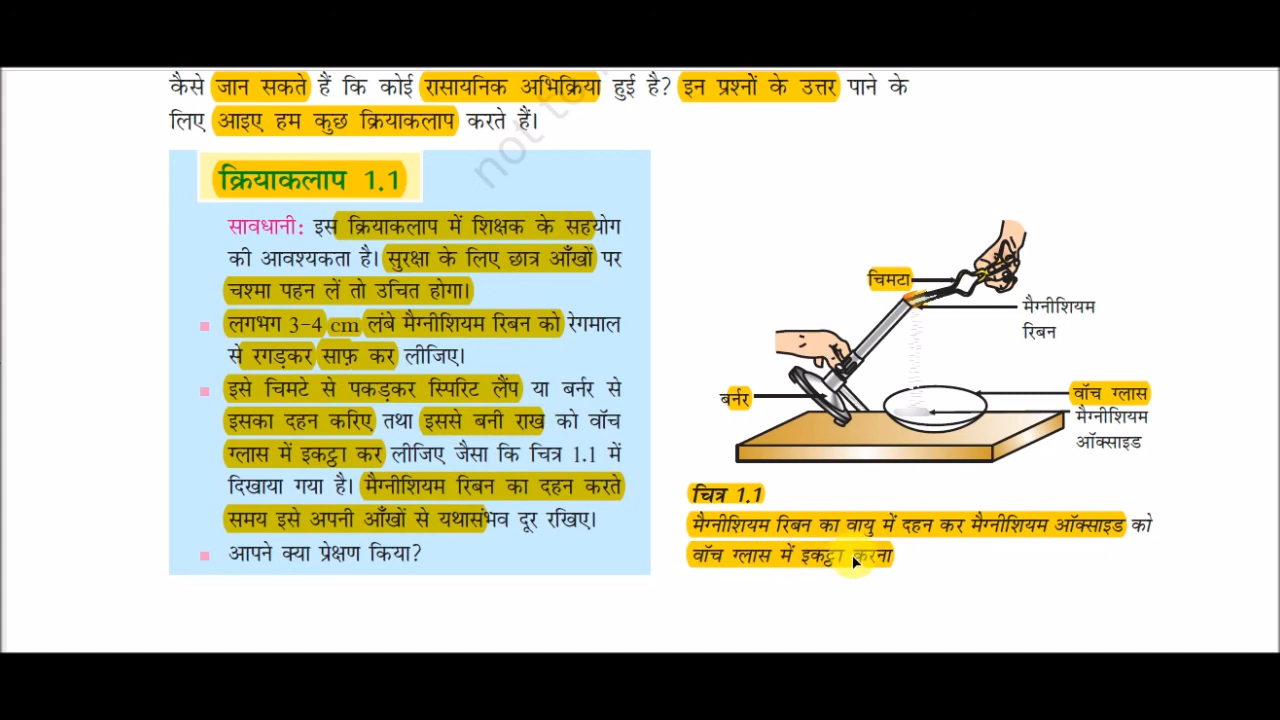 कैसे जान सकते हैं कि कोई रासायनिक अभिक्रिया हुई है? इन प्रश्नों के उत्तर पाने के
लिए आइए हम कुछ क्रियाकलाप करते हैं।
not to
क्रियाकलाप 1.1
सावधानी: इस क्रियाकलाप में शिक्षक के सहयोग
की आवश्यकता है। सुरक्षा के लिए छात्र आँखों पर
चश्मा पहन लें तो उचित होगा।
लगभग 3-4 cm लंबे मैग्नीशियम रिबन को रेगमाल
से रगड़कर साफ़ कर लीजिए।
इसे चिमटे से पकड़कर स्पिरिट लैंप या बर्नर से
इसका दहन करिए तथा इससे बनी राख को वॉच
ग्लास में इकट्ठा कर लीजिए जैसा कि चित्र 1.1 में
दिखाया गया है। मैग्नीशियम रिबन का दहन करते
समय इसे अपनी आँखों से यथासंभव दूर रखिए।
आपने क्या प्रेक्षण किया?
चिमटा
मैग्नीशियम
रिबन
बर्नर
वॉच ग्लास
मैग्नीशियम
ऑक्साइड
चित्र 1.1
मैग्नीशियम रिबन का वायु में दहन कर मैग्नीशियम ऑक्साइड को
वॉच ग्लास में इकट्ठा करना